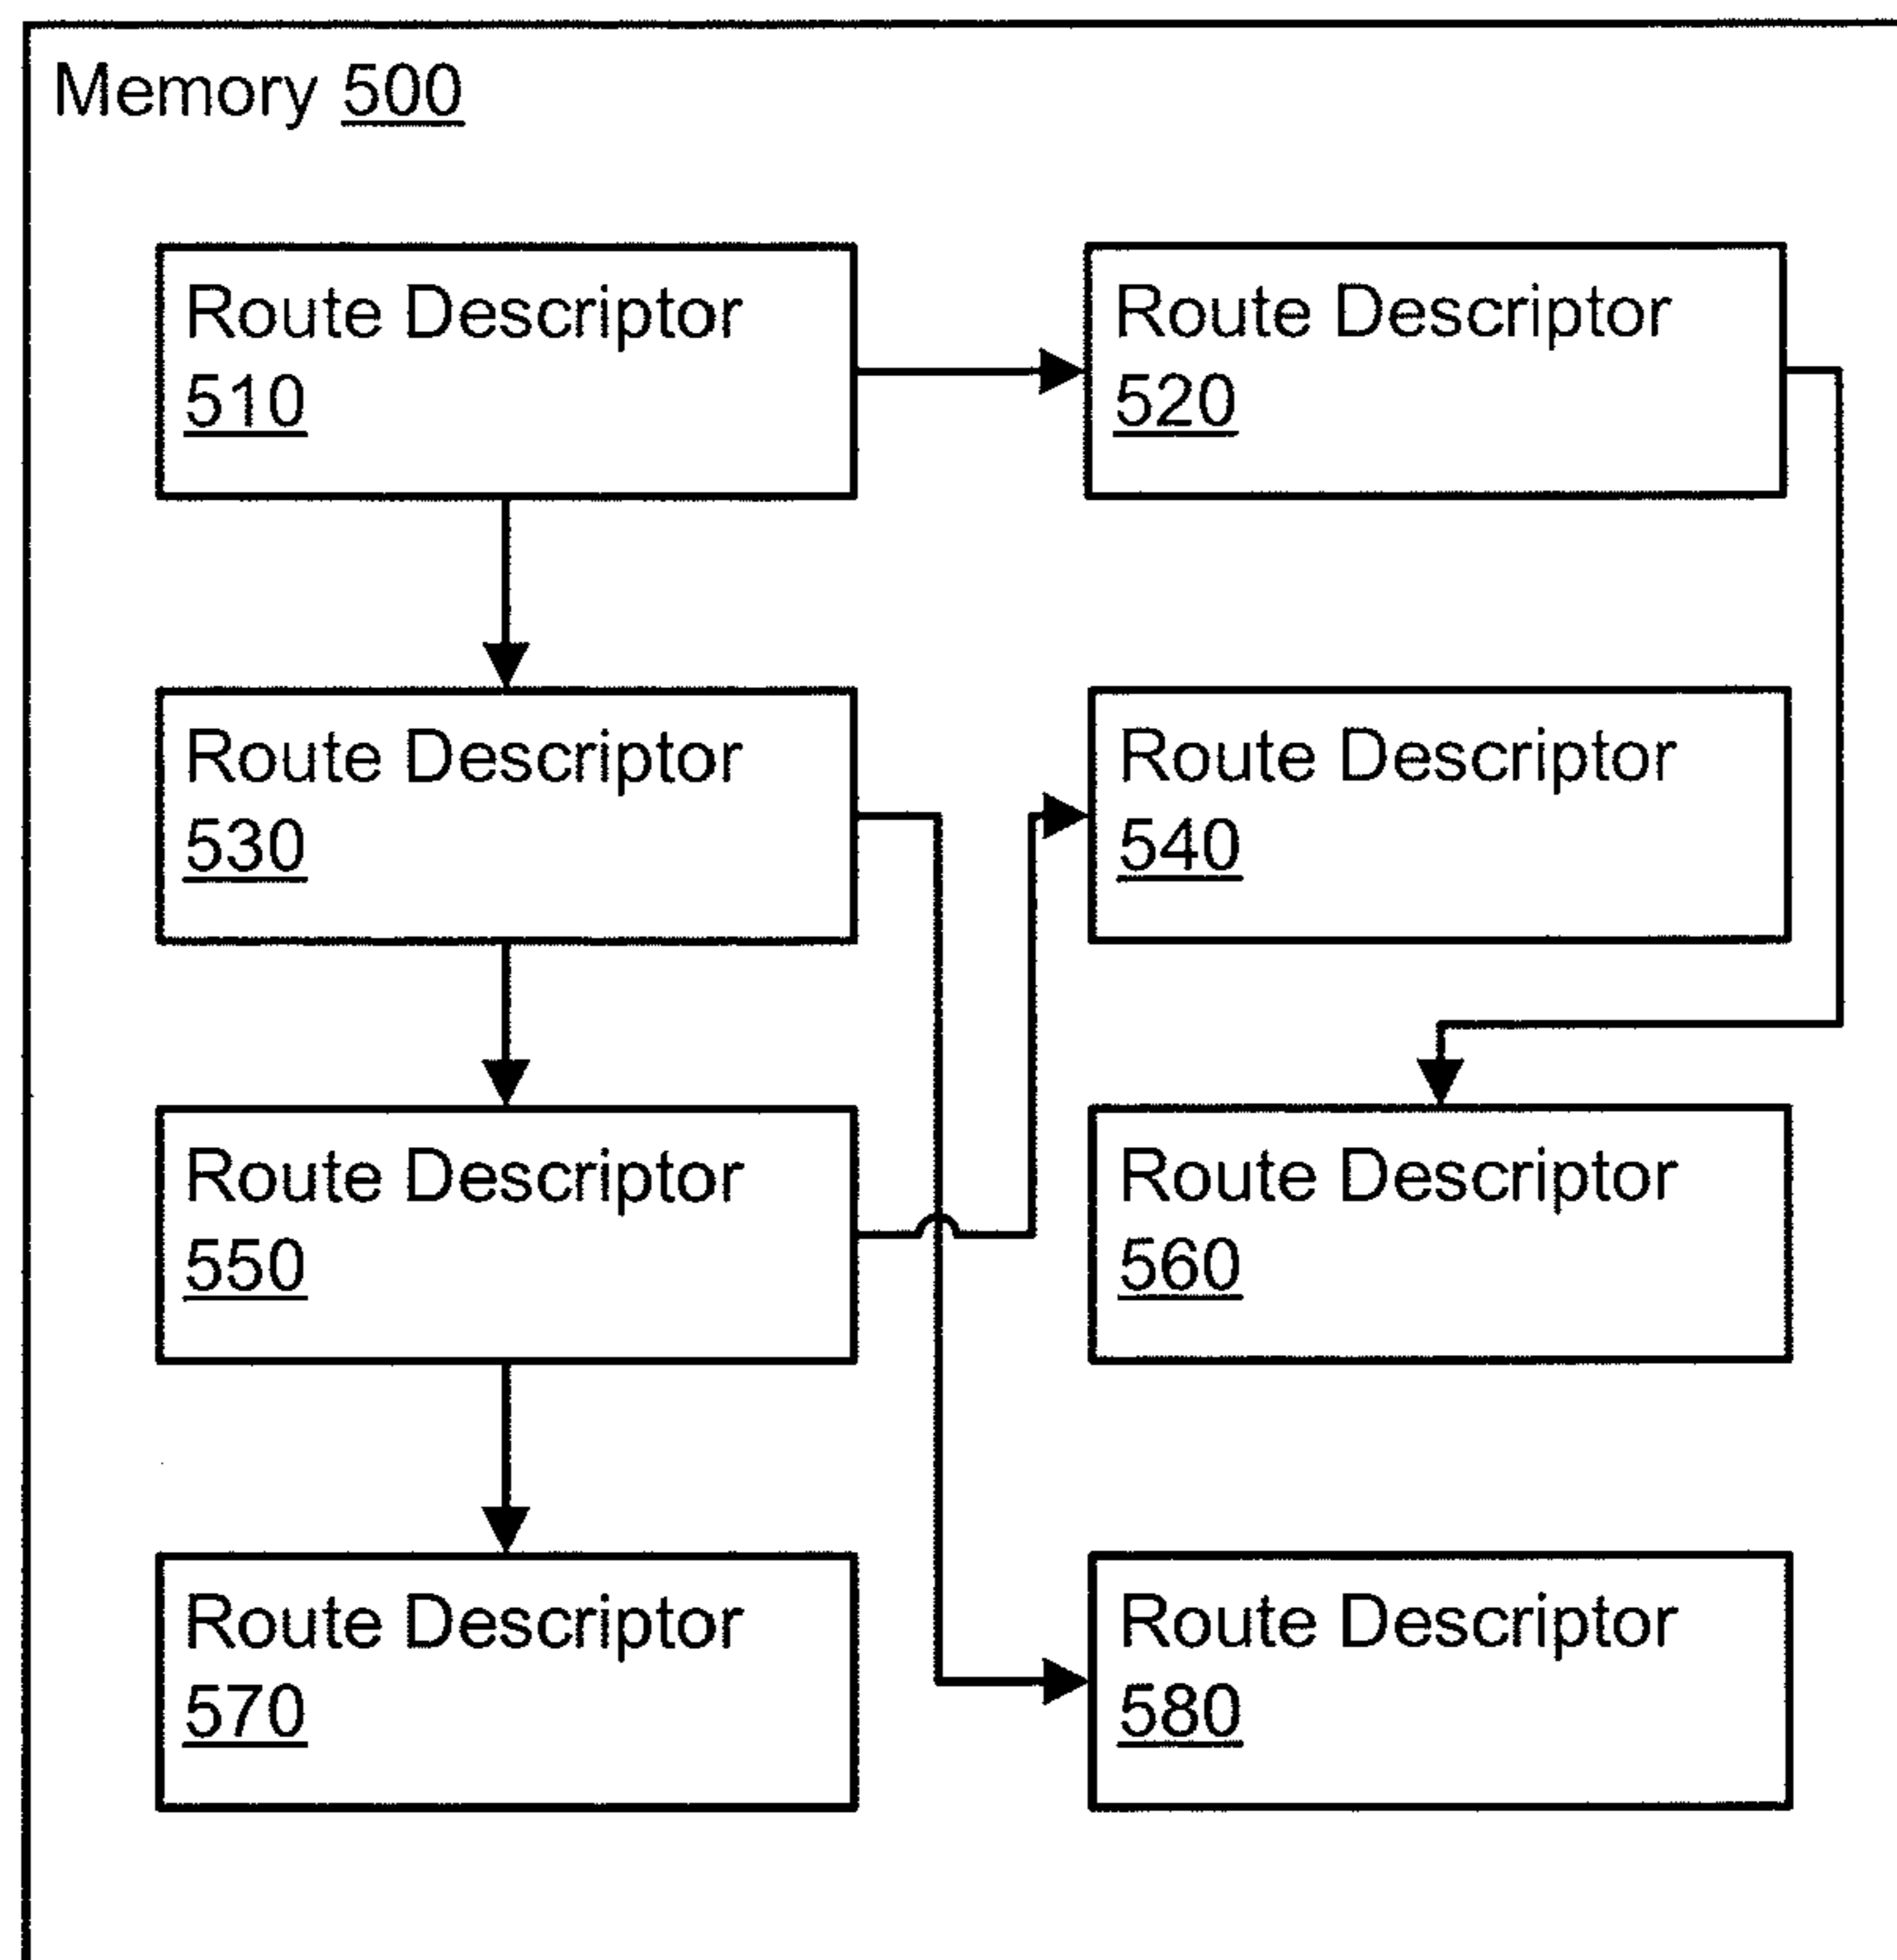 Memory 500
Route Descriptor
510
Route Descriptor
520
Route Descriptor
530
Route Descriptor
540
Route Descriptor
550
Route Descriptor
560
Route Descriptor
570
Route Descriptor
580